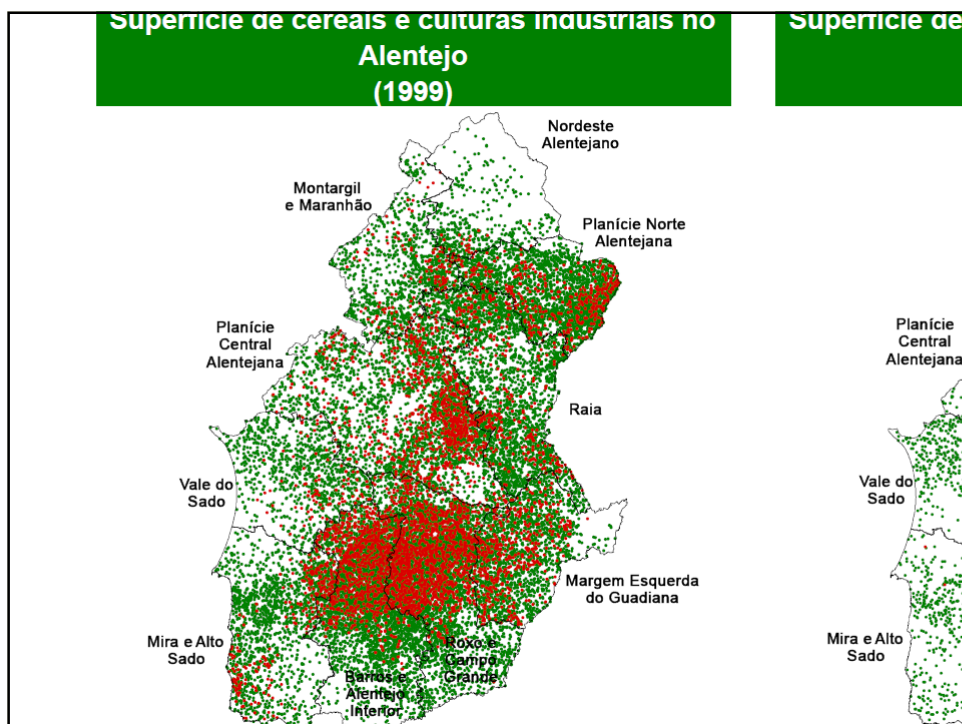 Superfície de cereais e culturas industriais no
Alentejo
(1999)
Nordeste
Alentejano
Montargil
e Maranhão
Planície Norte
Alentejana
Planície
Central
Alentejana
Raia
Vale do
Sado
Margem Esquerda
do Guadiana
Mira e Alto
Sado
Roxo e
Campo
Grande
Barros e
Alentejo
Interior
Superfície de
Planície
Central
Alentejana
Vale do
Sado
Mira e Alto
Sado